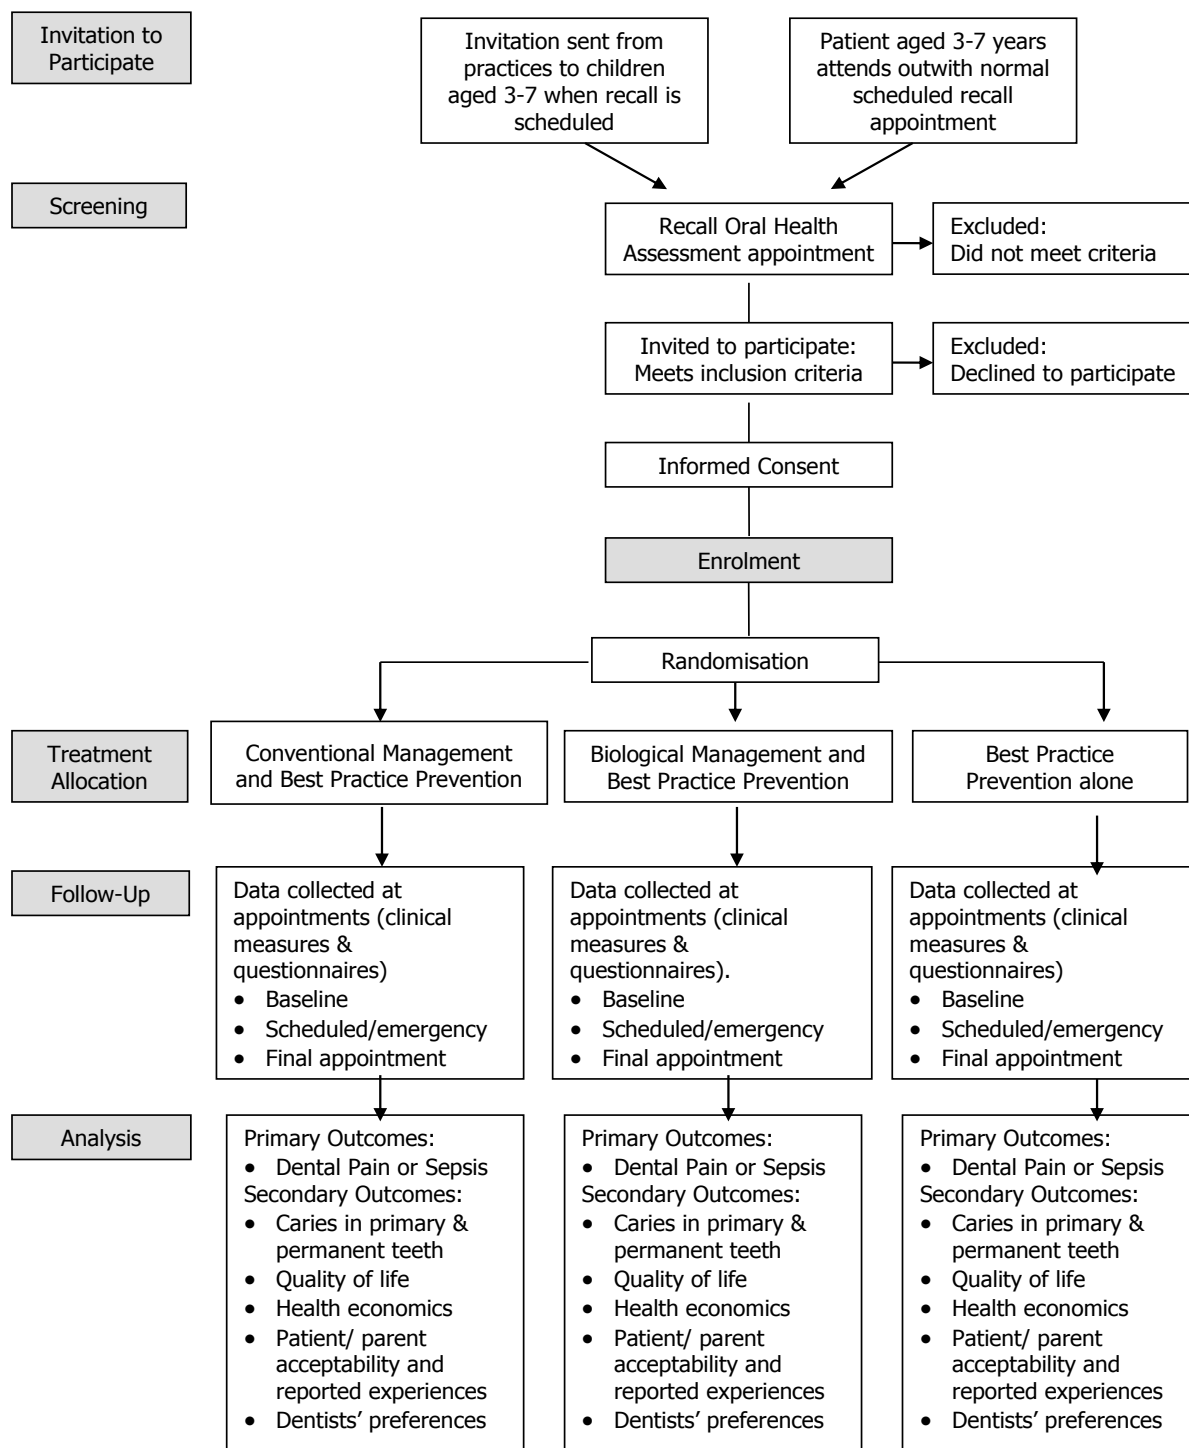 Invitation to
Participate
Invitation sent from
practices to children
aged 3-7 when recall is
scheduled
Patient aged 3-7 years
attends outwith normal
scheduled recall
appointment
Screening
Recall Oral Health
Assessment appointment
Excluded:
Did not meet criteria
Invited to participate:
Meets inclusion criteria
Excluded:
Declined to participate
Informed Consent
Enrolment
Randomisation
Treatment
Allocation
Conventional Management
and Best Practice Prevention
Biological Management and
Best Practice Prevention
Best Practice
Prevention alone
Follow-Up
Data collected at
appointments (clinical
measures &
questionnaires)
• Baseline
• Scheduled/emergency
• Final appointment
Data collected at
appointments (clinical
measures &
questionnaires).
• Baseline
• Scheduled/emergency
• Final appointment
Data collected at
appointments (clinical
measures &
questionnaires)
• Baseline
• Scheduled/emergency
• Final appointment
Analysis
Primary Outcomes:
• Dental Pain or Sepsis
Secondary Outcomes:
• Caries in primary &
permanent teeth
• Quality of life
• Health economics
• Patient/ parent
acceptability and
reported experiences
• Dentists’ preferences
Primary Outcomes:
• Dental Pain or Sepsis
Secondary Outcomes:
• Caries in primary &
permanent teeth
• Quality of life
• Health economics
• Patient/ parent
acceptability and
reported experiences
• Dentists’ preferences
Primary Outcomes:
• Dental Pain or Sepsis
Secondary Outcomes:
• Caries in primary &
permanent teeth
• Quality of life
• Health economics
• Patient/ parent
acceptability and
reported experiences
• Dentists’ preferences